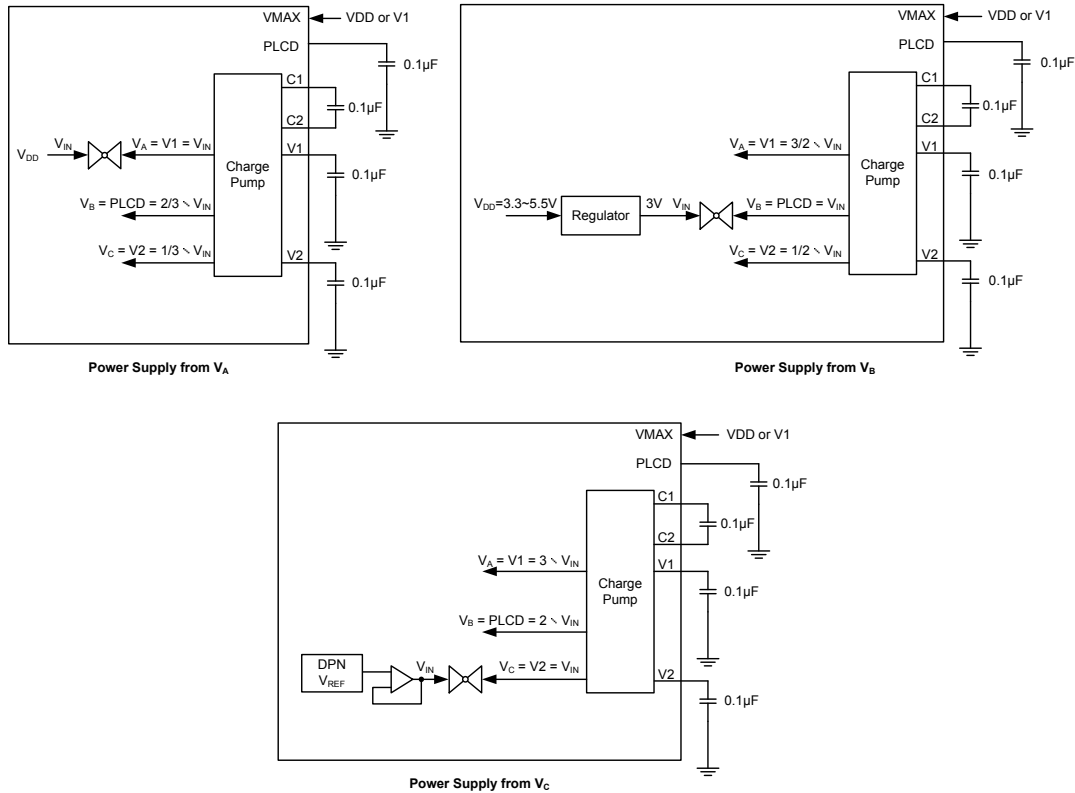 VMAX
VDD or V1
PLCD
0.1µF
C1
0.1µF
C2
V1
VDD
VIN
VA = V1 = VIN
Charge
Pump
0.1µF
VB = PLCD = 2/3 ˎ VIN
VC = V2 = 1/3 ˎ VIN
V2
0.1µF
Power Supply from VA
VMAX
VDD or V1
PLCD
0.1µF
C1
0.1µF
C2
V1
VA = V1 = 3/2 ˎ VIN
Charge
Pump
0.1µF
VDD=3.3~5.5V
Regulator
3V
VIN
VB = PLCD = VIN
VC = V2 = 1/2 ˎ VIN
V2
0.1µF
Power Supply from VB
VMAX
VDD or V1
PLCD
0.1µF
C1
0.1µF
C2
VA = V1 = 3 ˎ VIN
V1
Charge
Pump
0.1µF
VB = PLCD = 2 ˎ VIN
DPN
VREF
VIN
VC = V2 = VIN
V2
0.1µF
Power Supply from VC